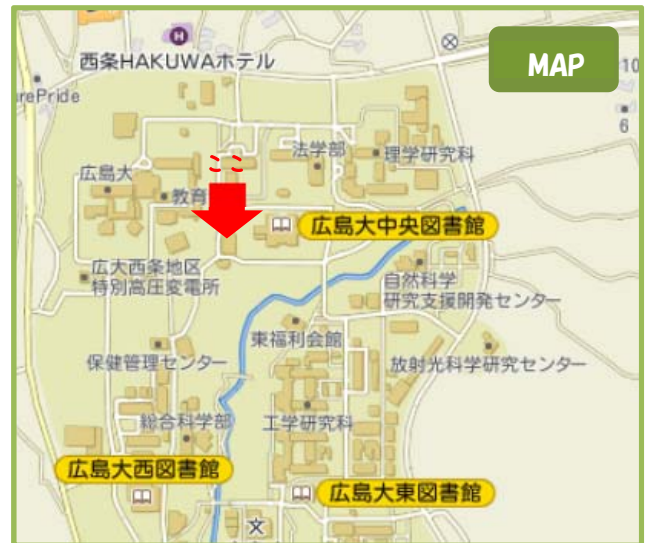 MAP
西条HAKUWAホテル
urePride
10
6
法学部
理学研究科
広島大
教育
広島大中央図書館
広大西条地区
特別高圧変電所
自然科学
研究支援開発センター
東福利会館
保健管理センター
放射光科学研究センター
総合科学部
工学研究科
広島大西図書館
広島大東図書館